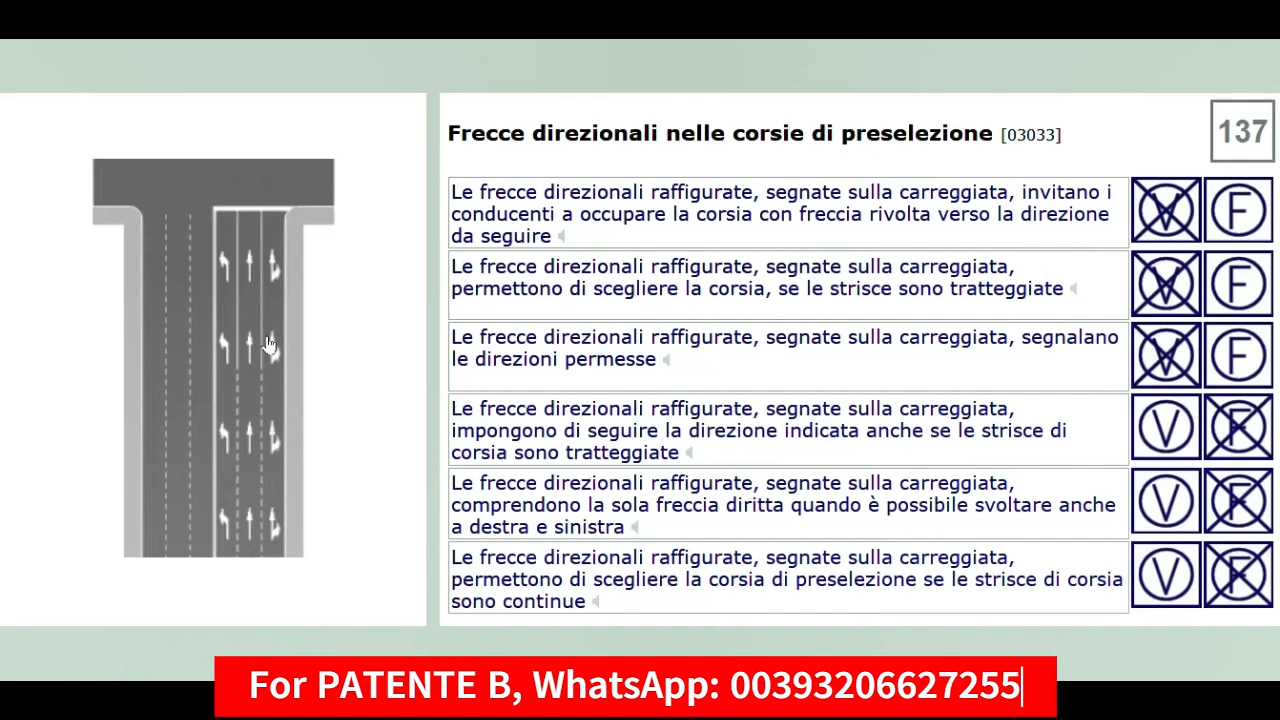 Frecce direzionali nelle corsie di preselezione [03033]
137
Le frecce direzionali raffigurate, segnate sulla carreggiata, invitano i
conducenti a occupare la corsia con freccia rivolta verso la direzione
da seguire
V F
Le frecce direzionali raffigurate, segnate sulla carreggiata,
permettono di scegliere la corsia, se le strisce sono tratteggiate
V F
Le frecce direzionali raffigurate, segnate sulla carreggiata, segnalano
le direzioni permesse
V F
Le frecce direzionali raffigurate, segnate sulla carreggiata,
impongono di seguire la direzione indicata anche se le strisce di
corsia sono tratteggiate
V F
Le frecce direzionali raffigurate, segnate sulla carreggiata,
comprendono la sola freccia diritta quando è possibile svoltare anche
a destra e sinistra
V F
Le frecce direzionali raffigurate, segnate sulla carreggiata,
permettono di scegliere la corsia di preselezione se le strisce di corsia
sono continue
V F
For PATENTE B, WhatsApp: 00393206627255